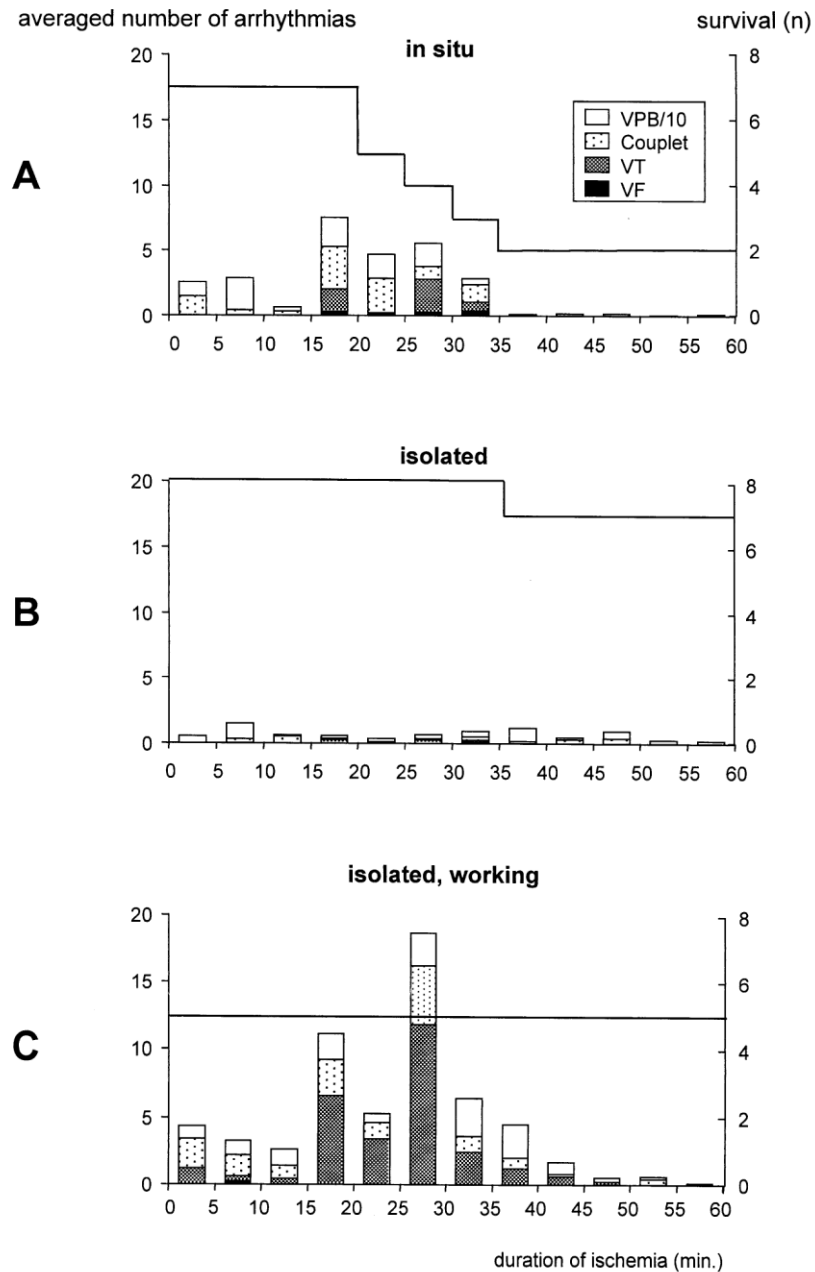 averaged number of arrhythmias survival (n)
in situ
A
20
15
10
5
0
8
6
4
2
0
VPB/10
Couplet
VT
VF
0 5 10 15 20 25 30 35 40 45 50 55 60
isolated
B
20
15
10
5
0
8
6
4
2
0
0 5 10 15 20 25 30 35 40 45 50 55 60
isolated, working
C
20
15
10
5
0
8
6
4
2
0
0 5 10 15 20 25 30 35 40 45 50 55 60
duration of ischemia (min.)